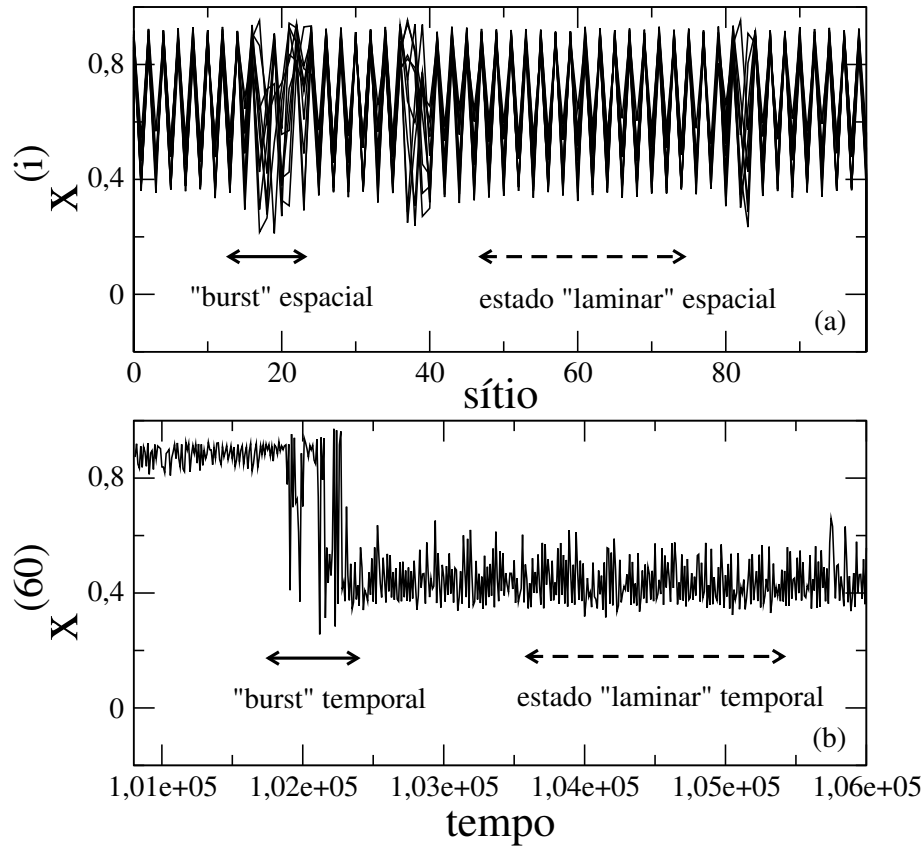 x(i)
0,8
0,4
0
"burst" espacial
estado "laminar" espacial
(a)
0 20 40 60 80
sítio
x(60)
0,8
0,4
0
"burst" temporal
estado "laminar" temporal
(b)
1,01e+05 1,02e+05 1,03e+05 1,04e+05 1,05e+05 1,06e+05
tempo